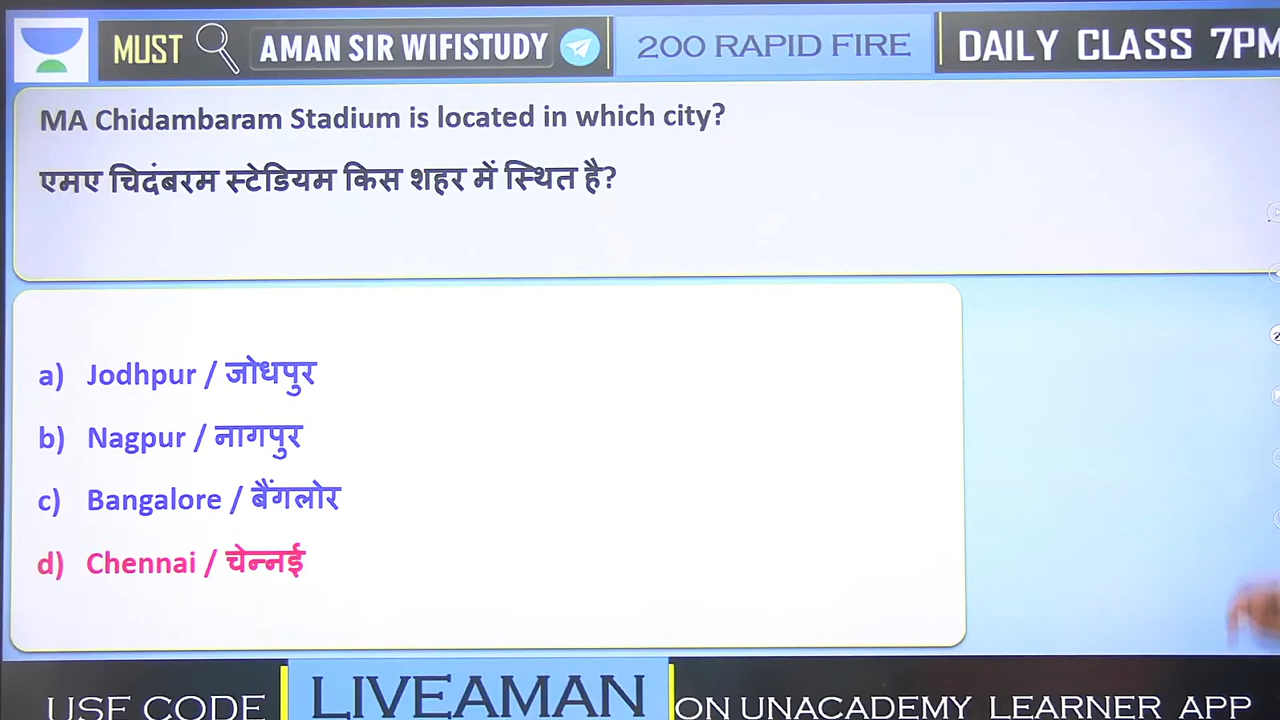 MUST AMAN SIR WIFISTUDY 200 RAPID FIRE DAILY CLASS 7PM
MA Chidambaram Stadium is located in which city?
एमए चिदंबरम स्टेडियम किस शहर में स्थित है?
a) Jodhpur / जोधपुर
b) Nagpur / नागपुर
c) Bangalore / बैंगलोर
d) Chennai / चेन्नई
USE CODE LIVEAMAN ON UNACADEMY LEARNER APP